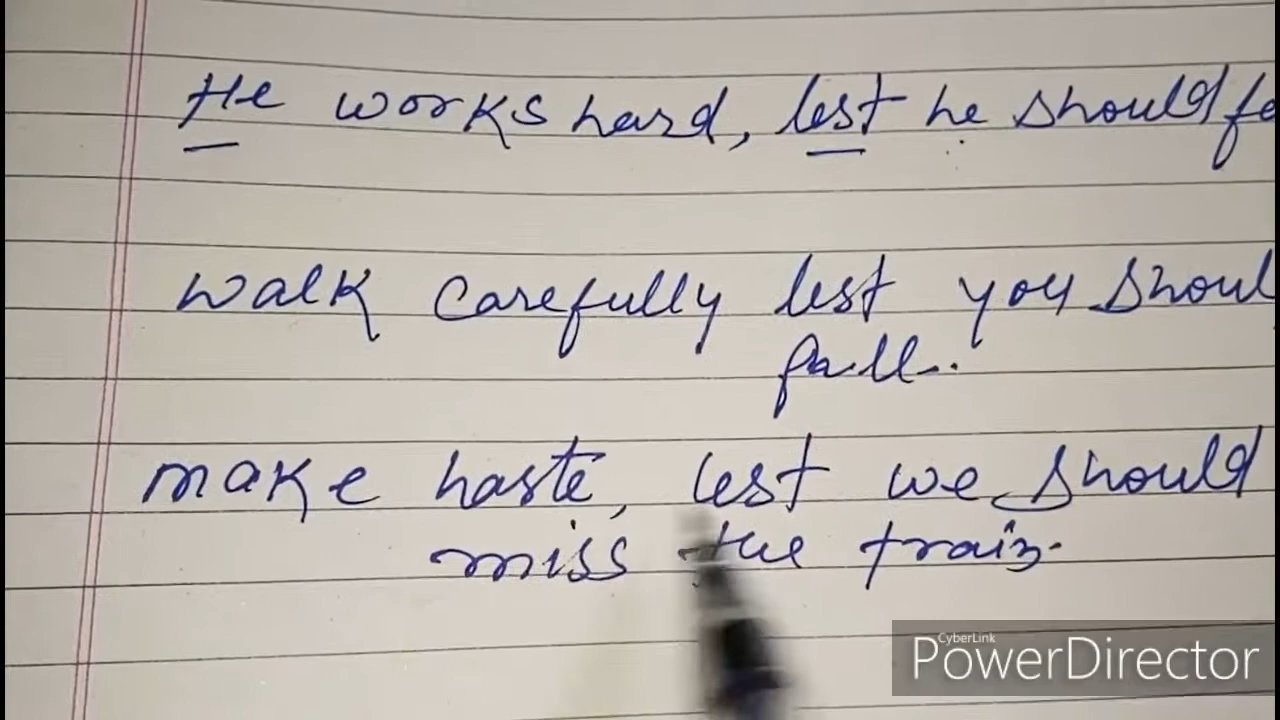 He works hard, lest he should fa
walk carefully lest you shoul
fall..
make haste, lest we should
miss the train.
CyberLink
PowerDirector